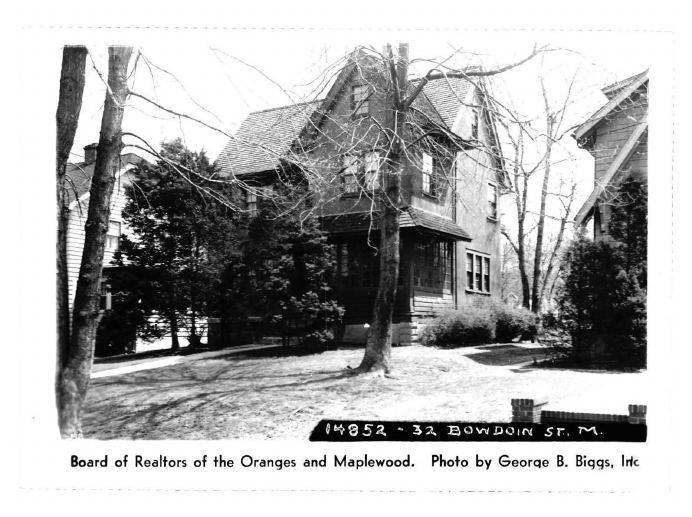 14852 - 32 BOWDOIN ST. M.
Board of Realtors of the Oranges and Maplewood. Photo by George B. Biggs, Inc